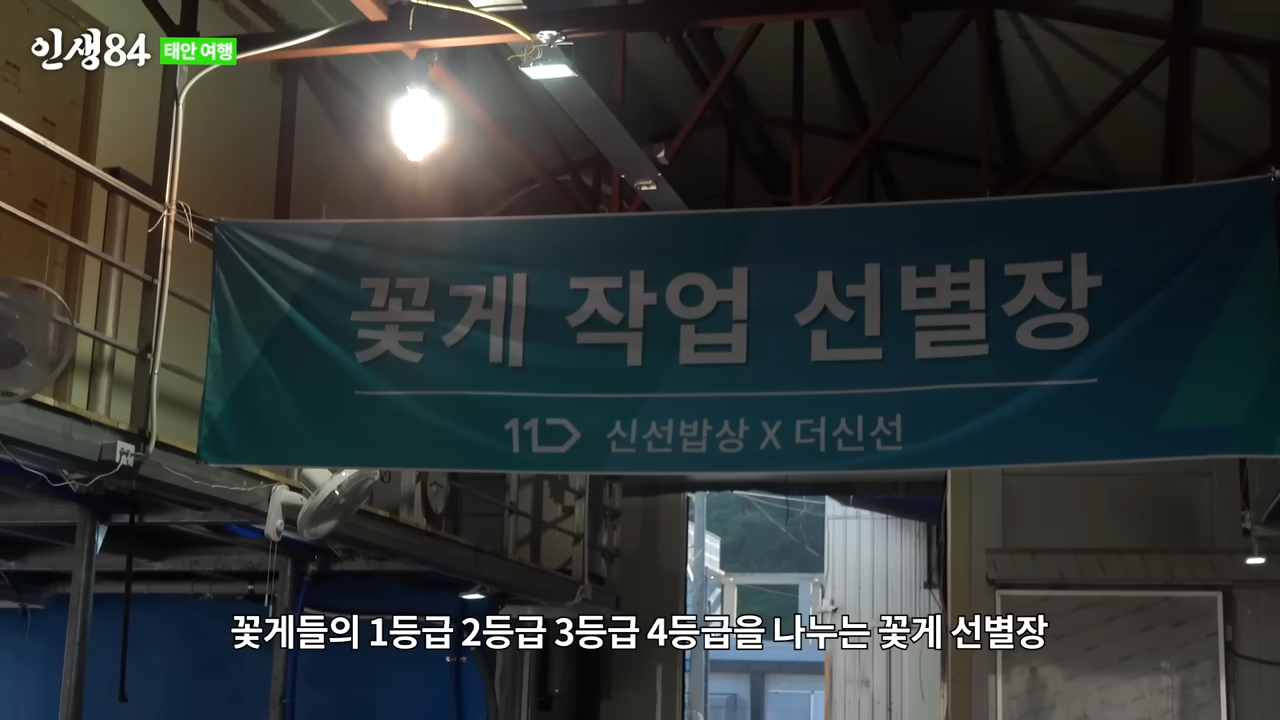 인생84 태안 여행
꽃게 작업 선별장
11D 신선밥상 X 더신선
꽃게들의 1등급 2등급 3등급 4등급을 나누는 꽃게 선별장